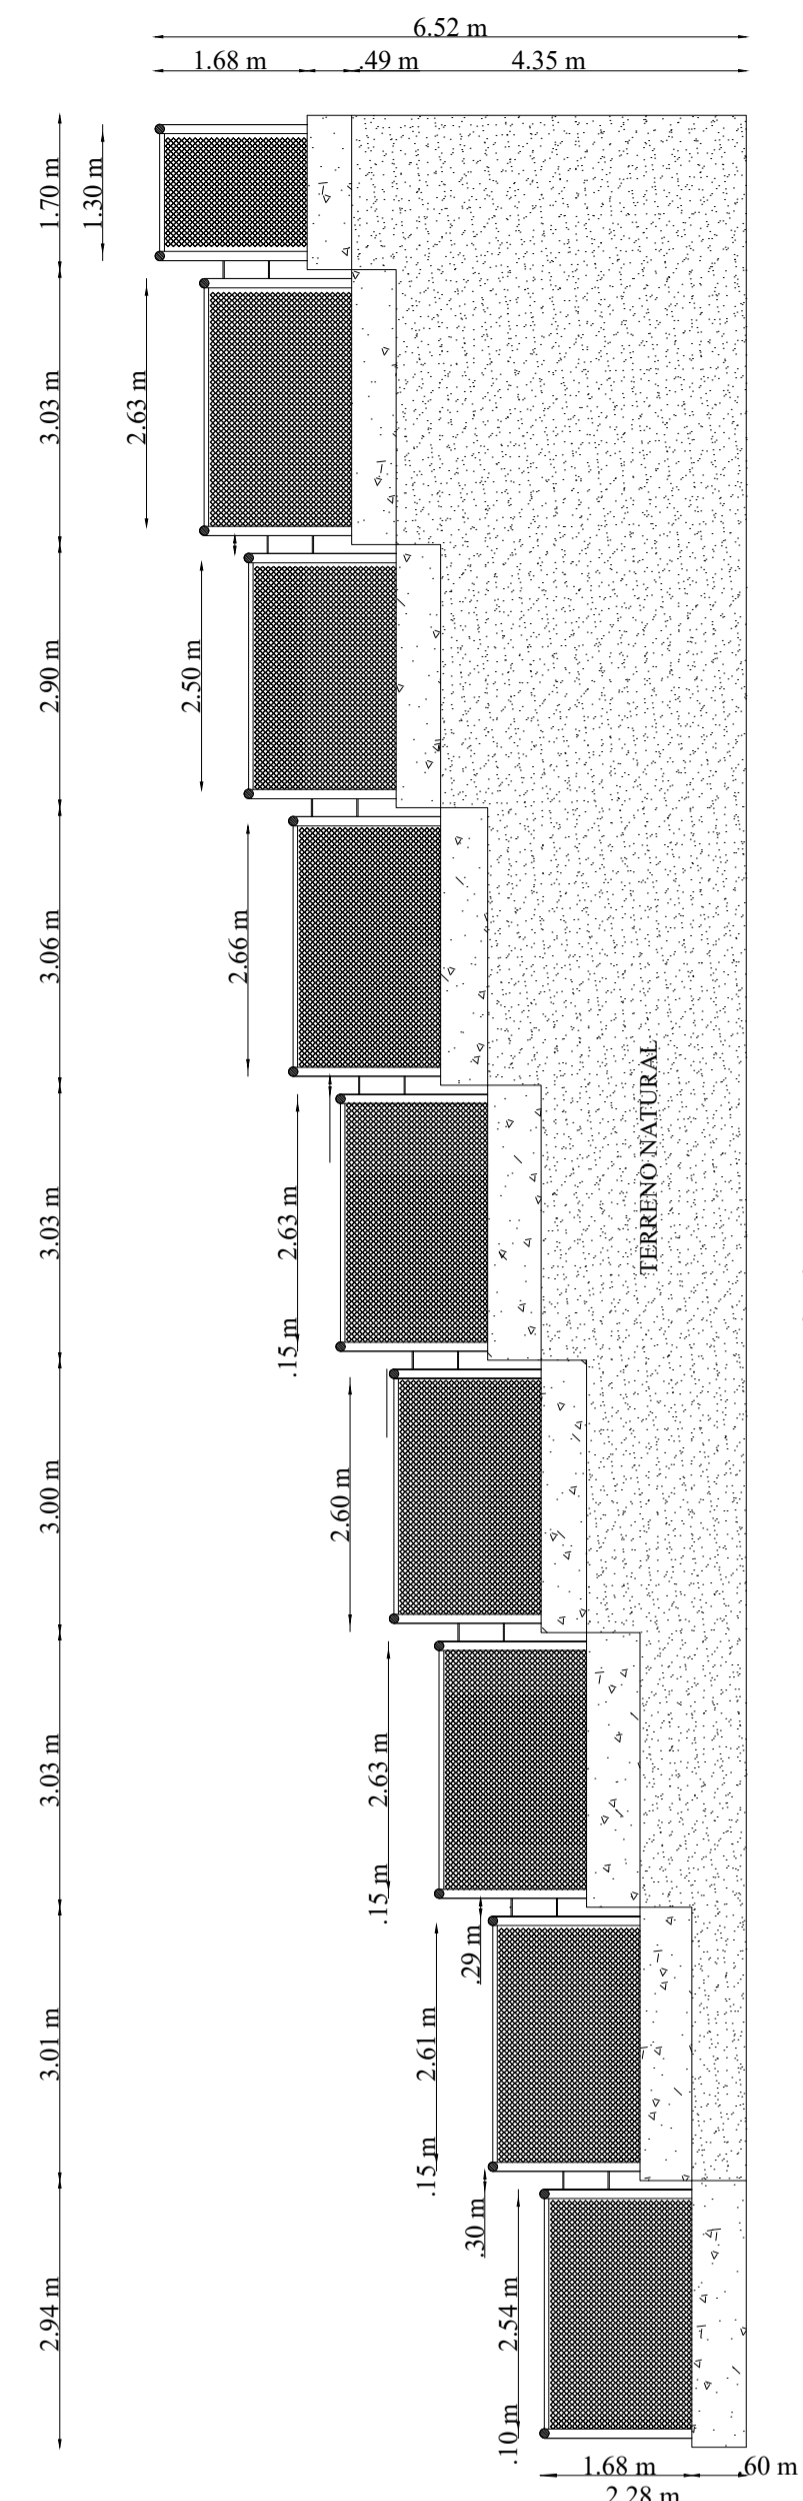 6.52 m
1.68 m
.49 m
4.35 m
1.70 m
1.30 m
3.03 m
2.63 m
2.90 m
2.50 m
3.06 m
2.66 m
TERRENO NATURAL
3.03 m
2.63 m
.15 m
3.00 m
2.60 m
3.03 m
2.63 m
.15 m
.29 m
3.01 m
2.61 m
.15 m
.30 m
2.94 m
2.54 m
.10 m
1.68 m
.60 m
2.28 m